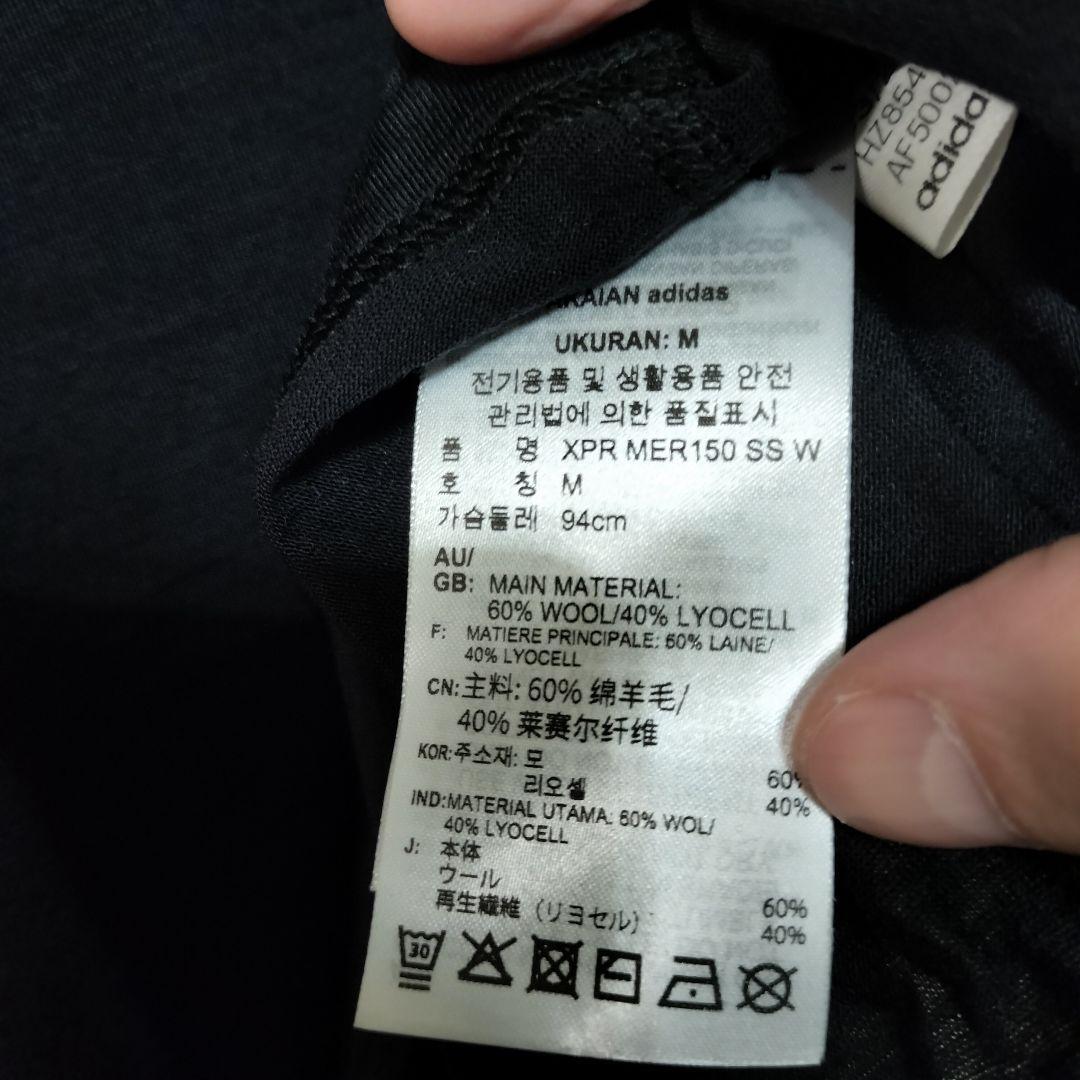 HZ854
AF500
adidas
adidas
UKURAN: M
전기용품 및 생활용품 안전
관리법에 의한 품질표시
품 명 XPR MER150 SS W
호 칭 M
가슴둘레 94cm
AU/
GB: MAIN MATERIAL:
60% WOOL/40% LYOCELL
F: MATIERE PRINCIPALE: 60% LAINE/
40% LYOCELL
CN:主料: 60% 绵羊毛/
40% 莱赛尔纤维
KOR:주소재: 모 60%
리오셀 40%
IND:MATERIAL UTAMA: 60% WOL/
40% LYOCELL
J: 本体
ウール 60%
再生繊維 (リヨセル) 40%
30